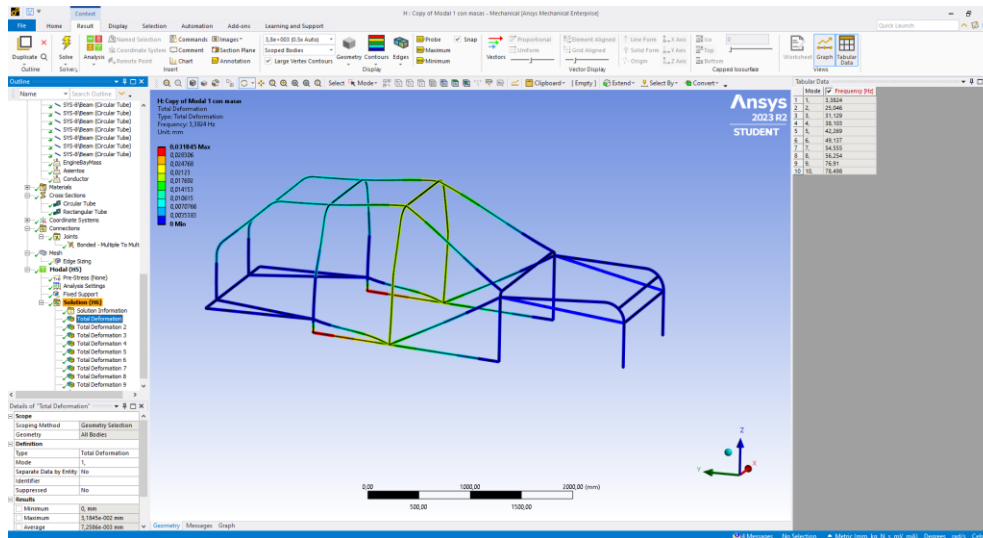 H : Copy of Modal 1 con masas - Mechanical [Ansys Mechanical Enterprise]
Context
File Home Result Display Selection Automation Add-ons Learning and Support
Quick Launch
Duplicate Solve Analysis
Named Selection Commands Images
Coordinate System Comment Section Plane
Remote Point Chart Annotation
3,8e+003 (0.5x Auto)
Scoped Bodies
Large Vertex Contours
Geometry Contours Edges
Probe Snap
Maximum
Minimum
Vectors
Proportional
Uniform
Element Aligned Line Form X Axis
Grid Aligned Solid Form Y Axis
Origin Z Axis
Iso
Top
Bottom
Worksheet Graph Tabular Data
Outline Insert Display Vector Display Capped Isosurface Views
Outline
Name Search Outline
Select Mode Clipboard [Empty] Extend Select By Convert
SYS-8\Beam (Circular Tube)
SYS-8\Beam (Circular Tube)
SYS-8\Beam (Circular Tube)
SYS-8\Beam (Circular Tube)
SYS-8\Beam (Circular Tube)
SYS-8\Beam (Circular Tube)
SYS-8\Beam (Circular Tube)
EngineBayMass
Asientos
Conductor
Materials
Cross Sections
Circular Tube
Rectangular Tube
Coordinate Systems
Connections
Joints
Bonded - Multiple To Mult
Mesh
Edge Sizing
Modal (H5)
Pre-Stress (None)
Analysis Settings
Fixed Support
Solution (H6)
Solution Information
Total Deformation
Total Deformation 2
Total Deformation 3
Total Deformation 4
Total Deformation 5
Total Deformation 6
Total Deformation 7
Total Deformation 8
Total Deformation 9
Details of "Total Deformation"
Scope
Scoping Method Geometry Selection
Geometry All Bodies
Definition
Type Total Deformation
Mode 1,
Separate Data by Entity No
Identifier
Suppressed No
Results
Minimum 0, mm
Maximum 3,1845e-002 mm
Average 7,2506e-003 mm
H: Copy of Modal 1 con masas
Total Deformation
Type: Total Deformation
Frequency: 3,3824 Hz
Unit: mm
0,031845 Max
0,028306
0,024768
0,02123
0,017692
0,014153
0,010615
0,0070766
0,0035383
0 Min
Ansys
2023 R2
STUDENT
Z
Y
X
0,00 1000,00 2000,00 (mm)
500,00 1500,00
Geometry Messages Graph
Tabular Data
Mode Frequency [Hz]
1 1, 3,3824
2 2, 25,046
3 3, 31,129
4 4, 38,103
5 5, 42,269
6 6, 49,137
7 7, 54,555
8 8, 56,254
9 9, 76,91
10 10, 78,498
4 Messages No Selection Metric (mm, kg, N, s, mV, mA) Degrees rad/s Cels